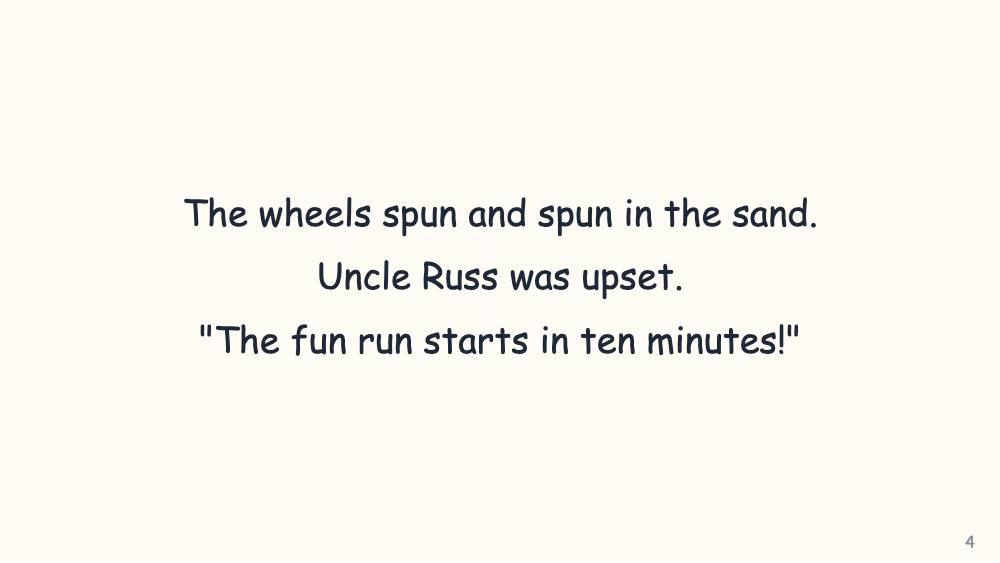 The wheels spun and spun in the sand.
Uncle Russ was upset.
"The fun run starts in ten minutes!"
4